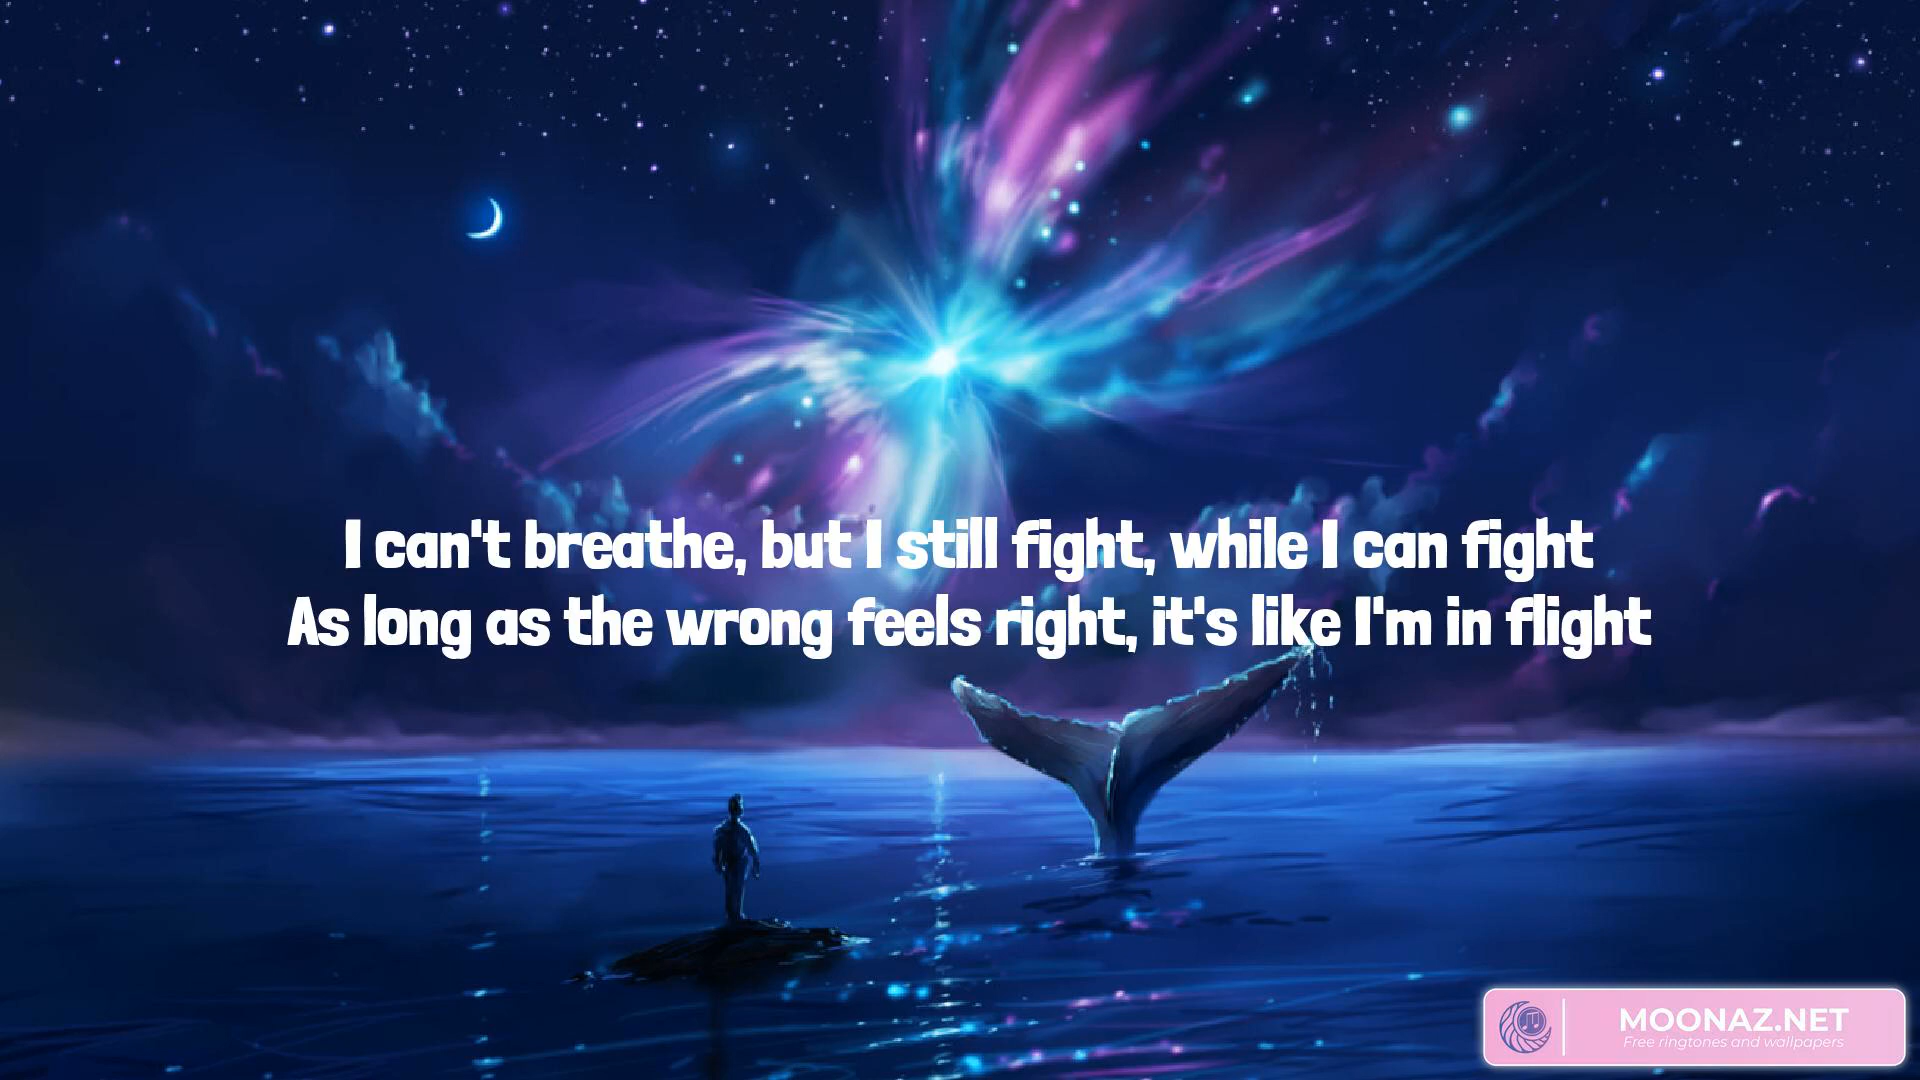 I can't breathe, but I still fight, while I can fight
As long as the wrong feels right, it's like I'm in flight
MOONAZ.NET
Free ringtones and wallpapers